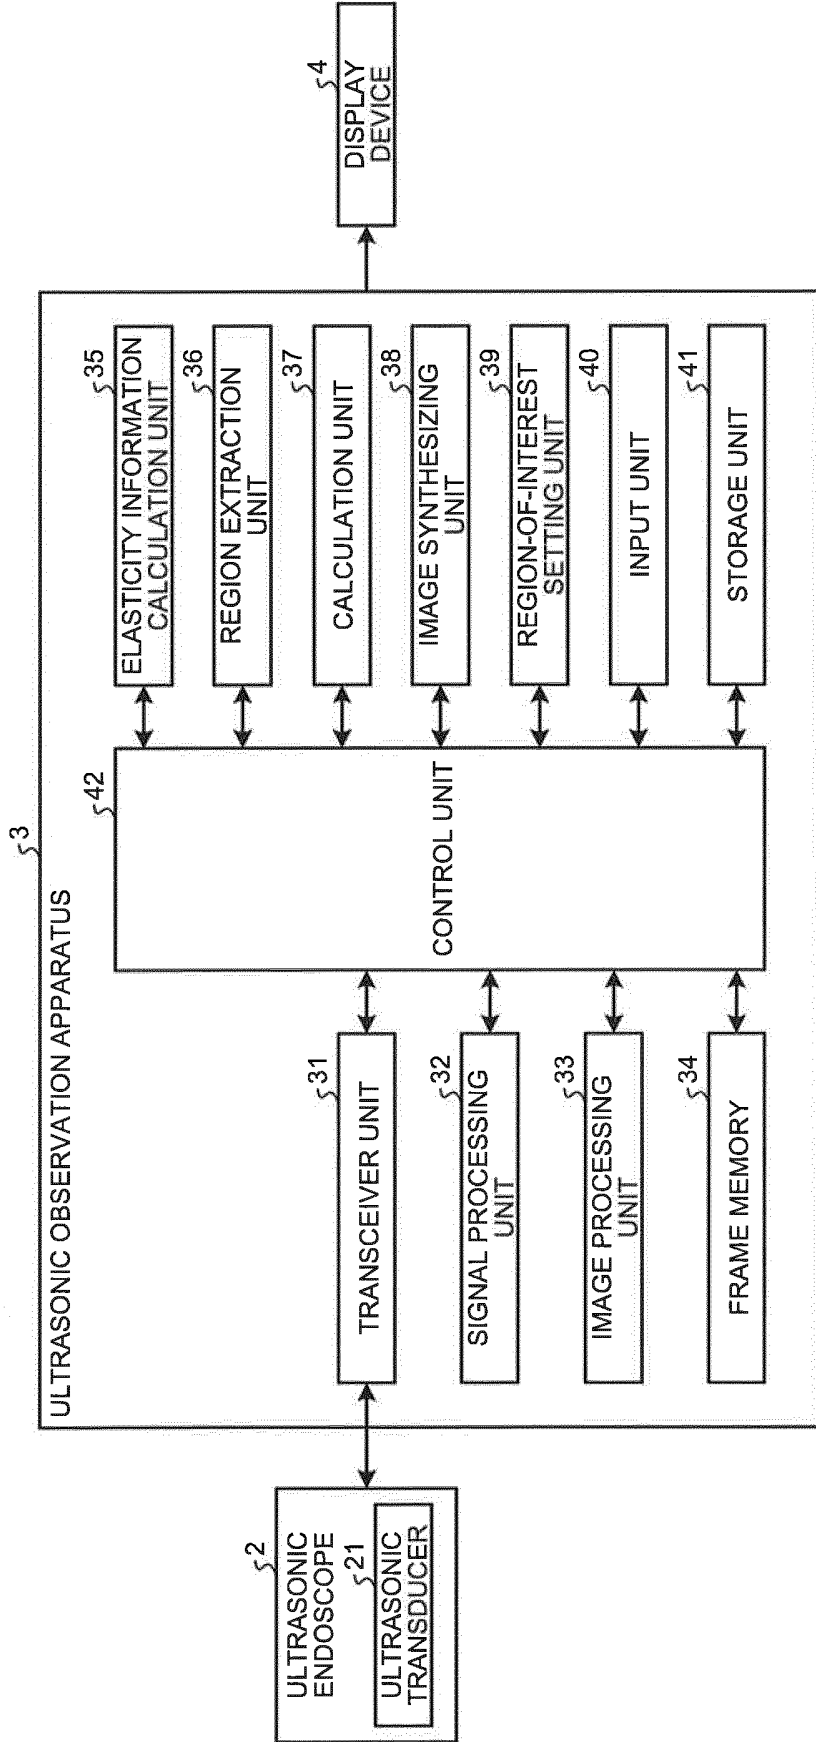 ULTRASONIC OBSERVATION APPARATUS
3
2
ULTRASONIC
ENDOSCOPE
21
ULTRASONIC
TRANSDUCER
31
TRANSCEIVER UNIT
32
SIGNAL PROCESSING
UNIT
33
IMAGE PROCESSING
UNIT
34
FRAME MEMORY
42
CONTROL UNIT
35
ELASTICITY INFORMATION
CALCULATION UNIT
36
REGION EXTRACTION
UNIT
37
CALCULATION UNIT
38
IMAGE SYNTHESIZING
UNIT
39
REGION-OF-INTEREST
SETTING UNIT
40
INPUT UNIT
41
STORAGE UNIT
4
DISPLAY
DEVICE